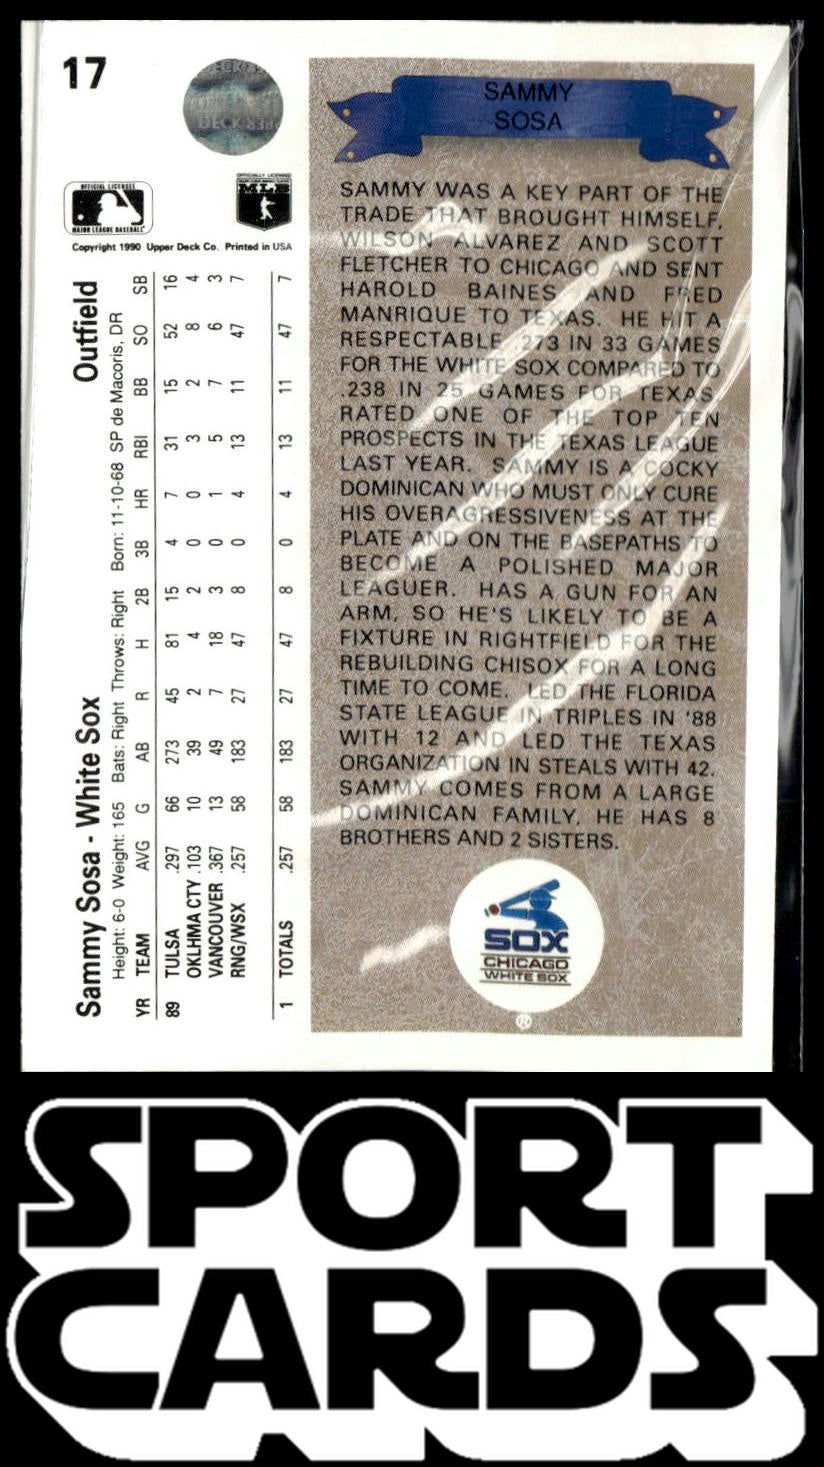 17
OFFICIAL LICENSEE
MAJOR LEAGUE BASEBALL
OFFICIALLY LICENSED
MLB
Copyright 1990 Upper Deck Co. Printed in USA
Sammy Sosa - White Sox Outfield
Height: 6-0 Weight: 165 Bats: Right Throws: Right Born: 11-10-68 SP de Macoris, DR
YR TEAM AVG G AB R H 2B 3B HR RBI BB SO SB
89 TULSA .297 66 273 45 81 15 4 7 31 15 52 16
OKLHMA CTY .103 10 39 2 4 2 0 0 3 2 8 4
VANCOUVER .367 13 49 7 18 3 0 1 5 7 6 3
RNG/WSX .257 58 183 27 47 8 0 4 13 11 47 7
1 TOTALS .257 58 183 27 47 8 0 4 13 11 47 7
SAMMY
SOSA
SAMMY WAS A KEY PART OF THE
TRADE THAT BROUGHT HIMSELF,
WILSON ALVAREZ AND SCOTT
FLETCHER TO CHICAGO AND SENT
HAROLD BAINES AND FRED
MANRIQUE TO TEXAS. HE HIT A
RESPECTABLE .273 IN 33 GAMES
FOR THE WHITE SOX COMPARED TO
.238 IN 25 GAMES FOR TEXAS.
RATED ONE OF THE TOP TEN
PROSPECTS IN THE TEXAS LEAGUE
LAST YEAR. SAMMY IS A COCKY
DOMINICAN WHO MUST ONLY CURE
HIS OVERAGRESSIVENESS AT THE
PLATE AND ON THE BASEPATHS TO
BECOME A POLISHED MAJOR
LEAGUER. HAS A GUN FOR AN
ARM, SO HE'S LIKELY TO BE A
FIXTURE IN RIGHTFIELD FOR THE
REBUILDING CHISOX FOR A LONG
TIME TO COME. LED THE FLORIDA
STATE LEAGUE IN TRIPLES IN '88
WITH 12 AND LED THE TEXAS
ORGANIZATION IN STEALS WITH 42.
SAMMY COMES FROM A LARGE
DOMINICAN FAMILY. HE HAS 8
BROTHERS AND 2 SISTERS.
SOX
CHICAGO
WHITE SOX
®
SPORT
CARDS